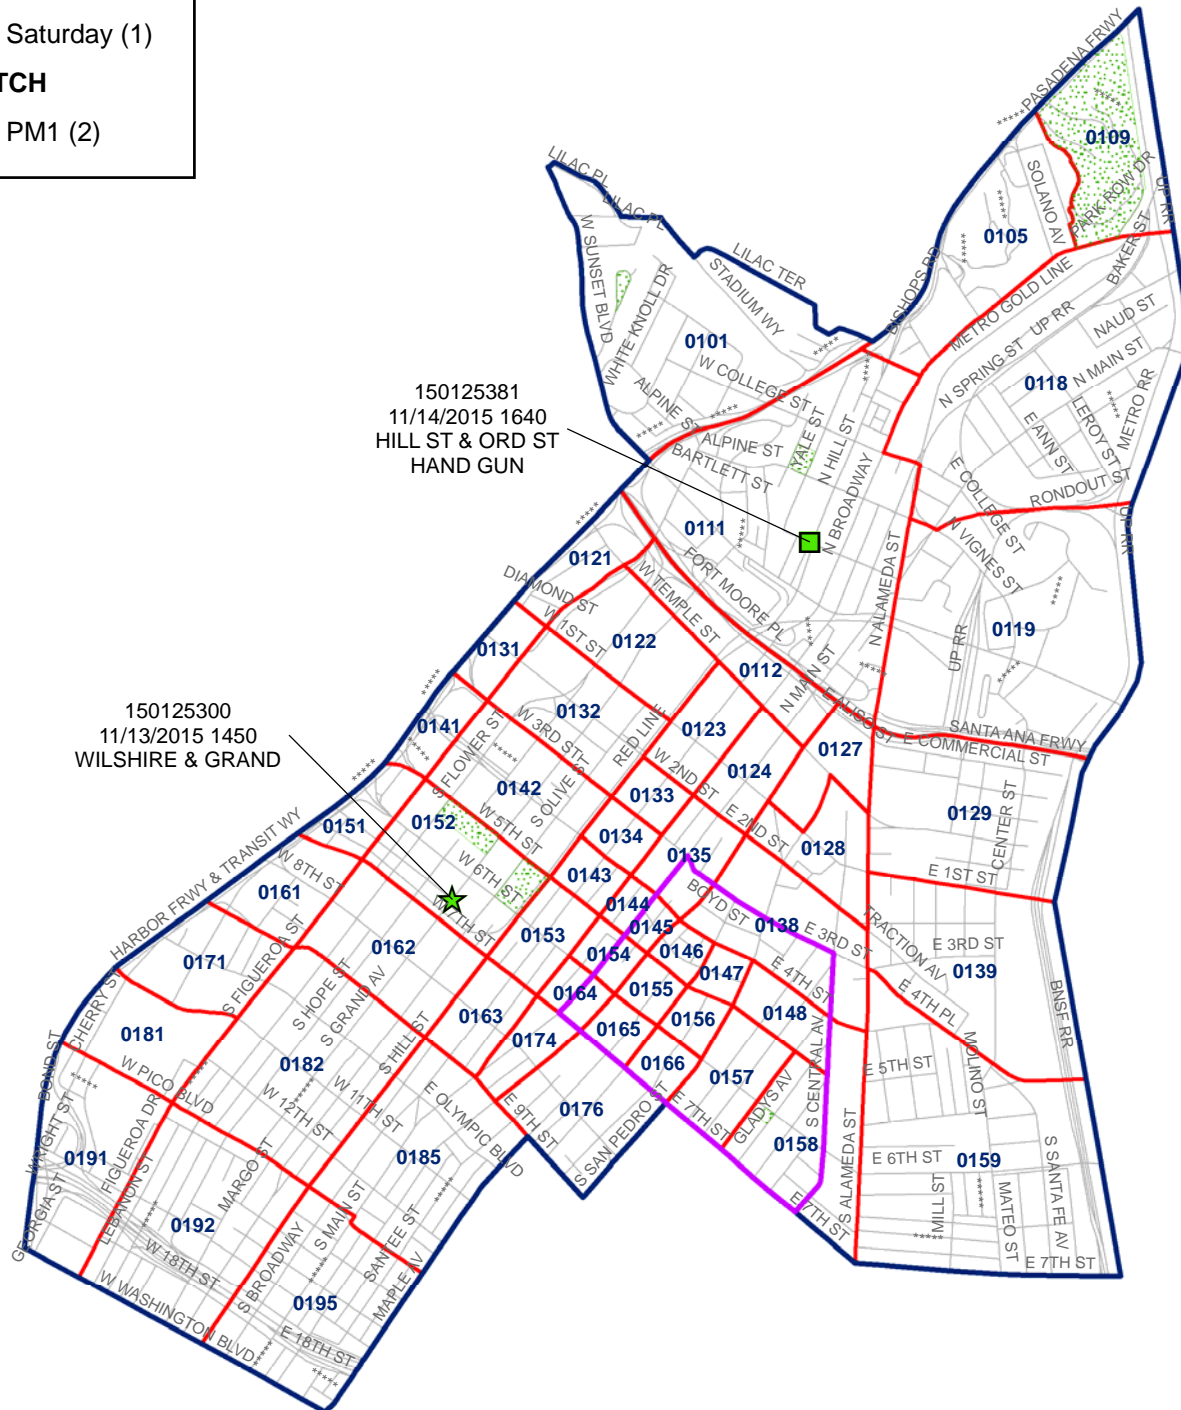 Saturday (1)
TCH
PM1 (2)
150125381
11/14/2015 1640
HILL ST & ORD ST
HAND GUN
150125300
11/13/2015 1450
WILSHIRE & GRAND
PASADENA FRWY
0109
SOLANO AV
PARK ROW DR
UP RR
0105
BAKER ST
LILAC PL
LILAC PL
LILAC TER
W SUNSET BLVD
STADIUM WY
WHITE KNOLL DR
BISHOPS RD
METRO GOLD LINE
UP RR
NAUD ST
0101
W COLLEGE ST
N SPRING ST
0118
N MAIN ST
METRO RR
ALPINE ST
ALPINE ST
YALE ST
N HILL ST
LEROY ST
E ANN ST
BARTLETT ST
N BROADWAY
E COLLEGE ST
RONDOUT ST
0111
N VIGNES ST
UP RR
0121
FORT MOORE PL
N ALAMEDA ST
DIAMOND ST
W TEMPLE ST
W 1ST ST
0122
0119
UP RR
0131
0112
N MAIN ST
0132
RED LINE
E ALISO ST
SANTA ANA FRWY
0141
S FLOWER ST
W 3RD ST
0123
0127
E COMMERCIAL ST
0142
S OLIVE ST
W 2ND ST
0124
0133
0129
CENTER ST
0151
0152
W 5TH ST
0134
E 2ND ST
0128
0135
E 1ST ST
HARBOR FRWY & TRANSIT WY
W 8TH ST
W 6TH ST
0143
0161
W 7TH ST
0144
BOYD ST
0138
E 3RD ST
TRACTION AV
0162
0153
0145
E 3RD ST
0171
S FIGUEROA ST
0154
0146
0147
E 4TH ST
0139
CHERRY ST
S HOPE ST
S GRAND AV
0164
0155
E 4TH PL
BNSF RR
0181
0163
0165
0156
0148
BOND ST
S HILL ST
0174
W PICO BLVD
0182
0166
0157
S CENTRAL AV
E 5TH ST
MOLINO ST
W 11TH ST
W 12TH ST
E OLYMPIC BLVD
E 9TH ST
0176
S SAN PEDRO ST
E 7TH ST
GLADYS AV
WRIGHT ST
FIGUEROA DR
0191
MARGO ST
0185
0158
S ALAMEDA ST
E 6TH ST
0159
S SANTA FE AV
GEORGIA ST
LEBANON ST
0192
S MAIN ST
MILL ST
MATEO ST
W 18TH ST
S BROADWAY
SANTEE ST
E 7TH ST
E 7TH ST
MAPLE AV
W WASHINGTON BLVD
0195
E 18TH ST